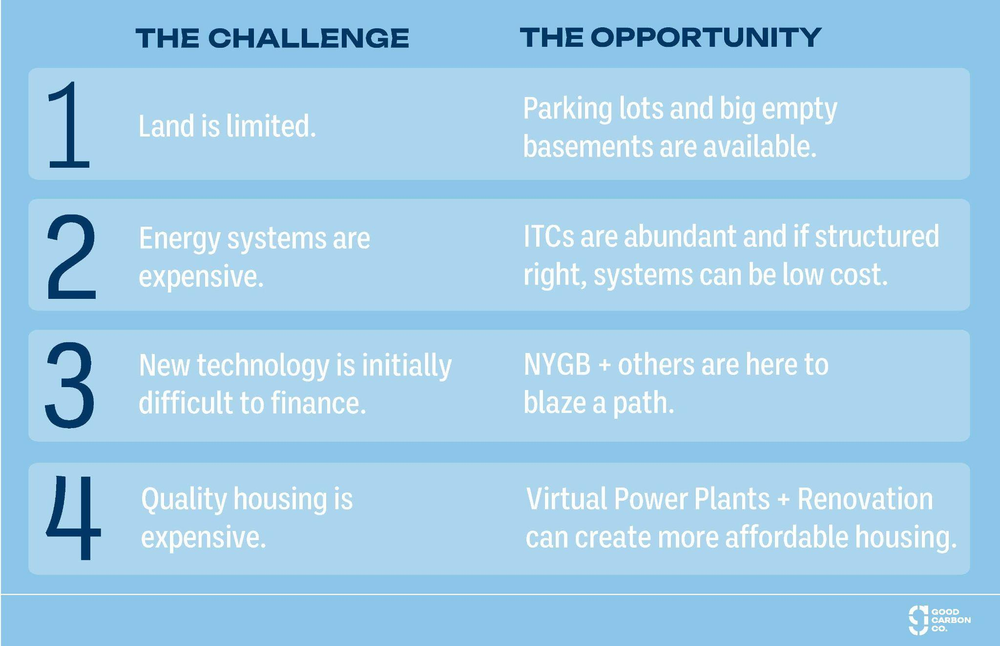 THE CHALLENGE
THE OPPORTUNITY
1
Land is limited.
Parking lots and big empty
basements are available.
2
Energy systems are
expensive.
ITCs are abundant and if structured
right, systems can be low cost.
3
New technology is initially
difficult to finance.
NYGB + others are here to
blaze a path.
4
Quality housing is
expensive.
Virtual Power Plants + Renovation
can create more affordable housing.
g
GOOD
CARBON
CO.